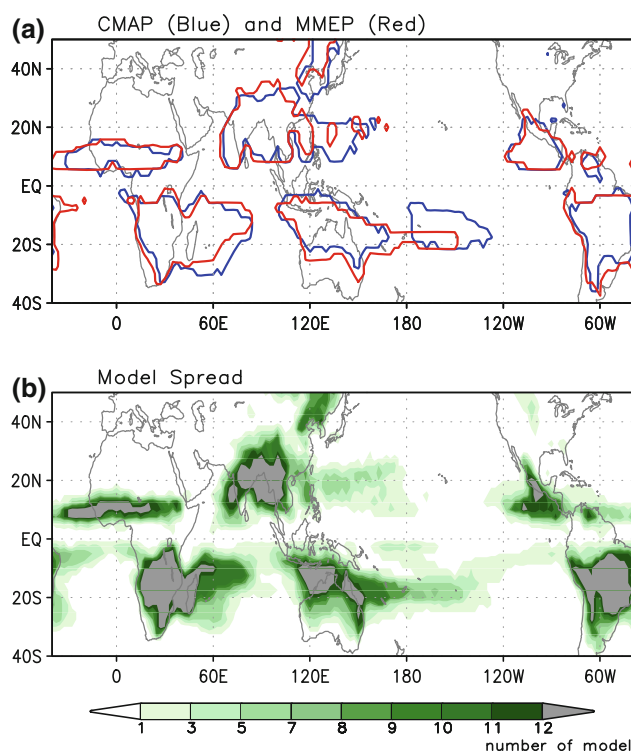 (a) CMAP (Blue) and MMEP (Red)
40N
20N
EQ
20S
40S
0 60E 120E 180 120W 60W
(b) Model Spread
40N
20N
EQ
20S
40S
0 60E 120E 180 120W 60W
1 3 5 7 8 9 10 11 12
number of model